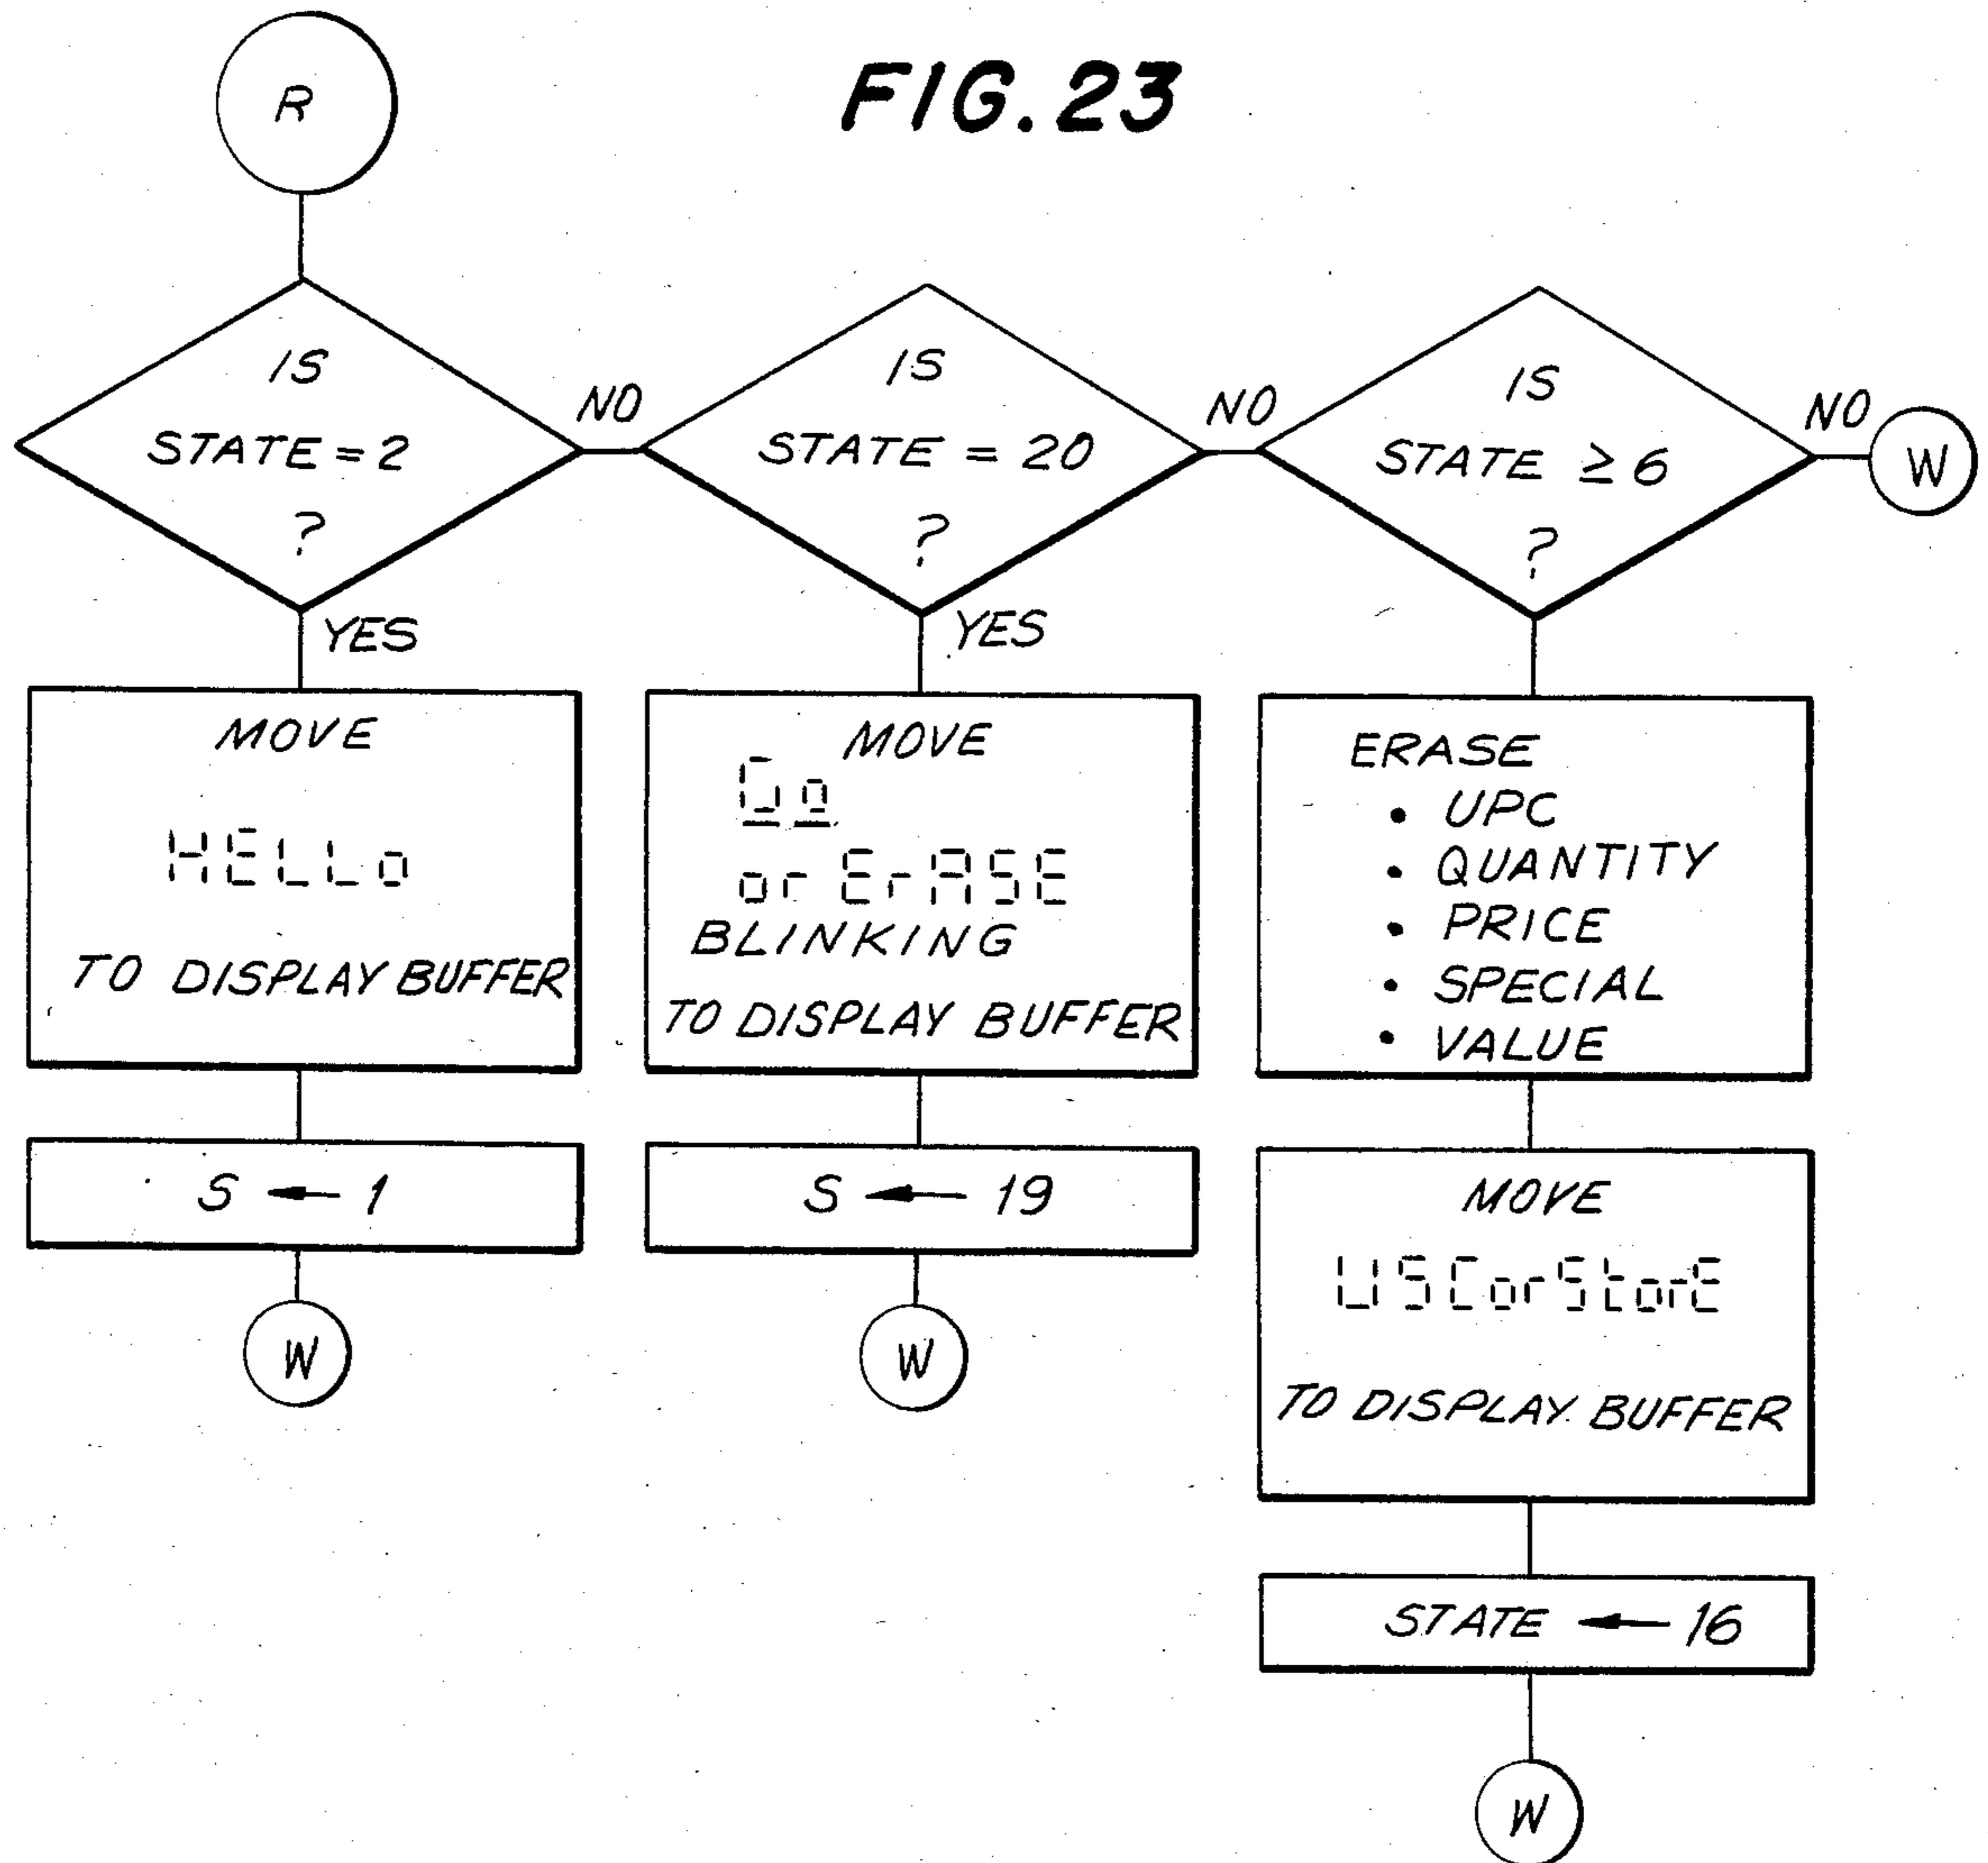 FIG.23
R
IS
STATE = 2
?
NO
YES
MOVE
HELLo
TO DISPLAY BUFFER
S ← 1
W
IS
STATE = 20
?
NO
YES
MOVE
Go
or ErASE
BLINKING
TO DISPLAY BUFFER
S ← 19
W
IS
STATE ≥ 6
?
NO
W
ERASE
• UPC
• QUANTITY
• PRICE
• SPECIAL
• VALUE
MOVE
USCorStorE
TO DISPLAY BUFFER
STATE ← 16
W